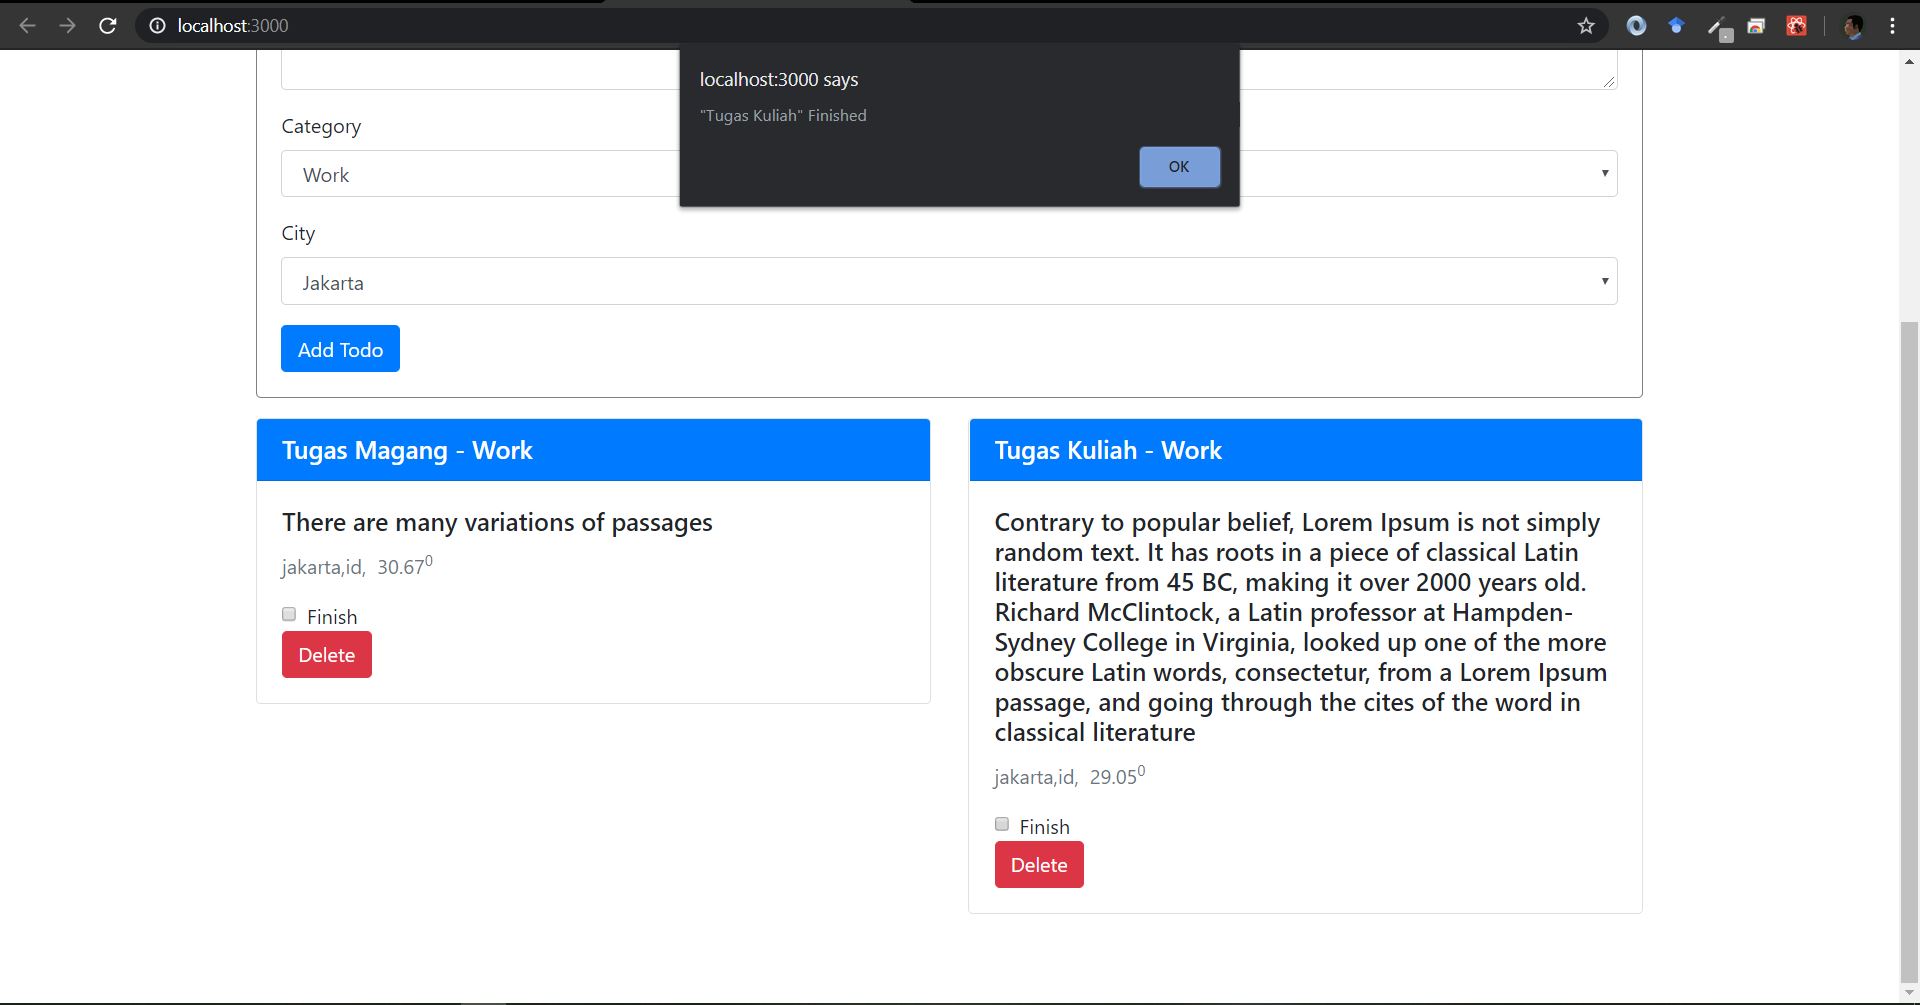 localhost:3000
localhost:3000 says
"Tugas Kuliah" Finished
OK
Category
Work
City
Jakarta
Add Todo
Tugas Magang - Work
There are many variations of passages
jakarta,id, 30.67⁰
Finish
Delete
Tugas Kuliah - Work
Contrary to popular belief, Lorem Ipsum is not simply
random text. It has roots in a piece of classical Latin
literature from 45 BC, making it over 2000 years old.
Richard McClintock, a Latin professor at Hampden-
Sydney College in Virginia, looked up one of the more
obscure Latin words, consectetur, from a Lorem Ipsum
passage, and going through the cites of the word in
classical literature
jakarta,id, 29.05⁰
Finish
Delete